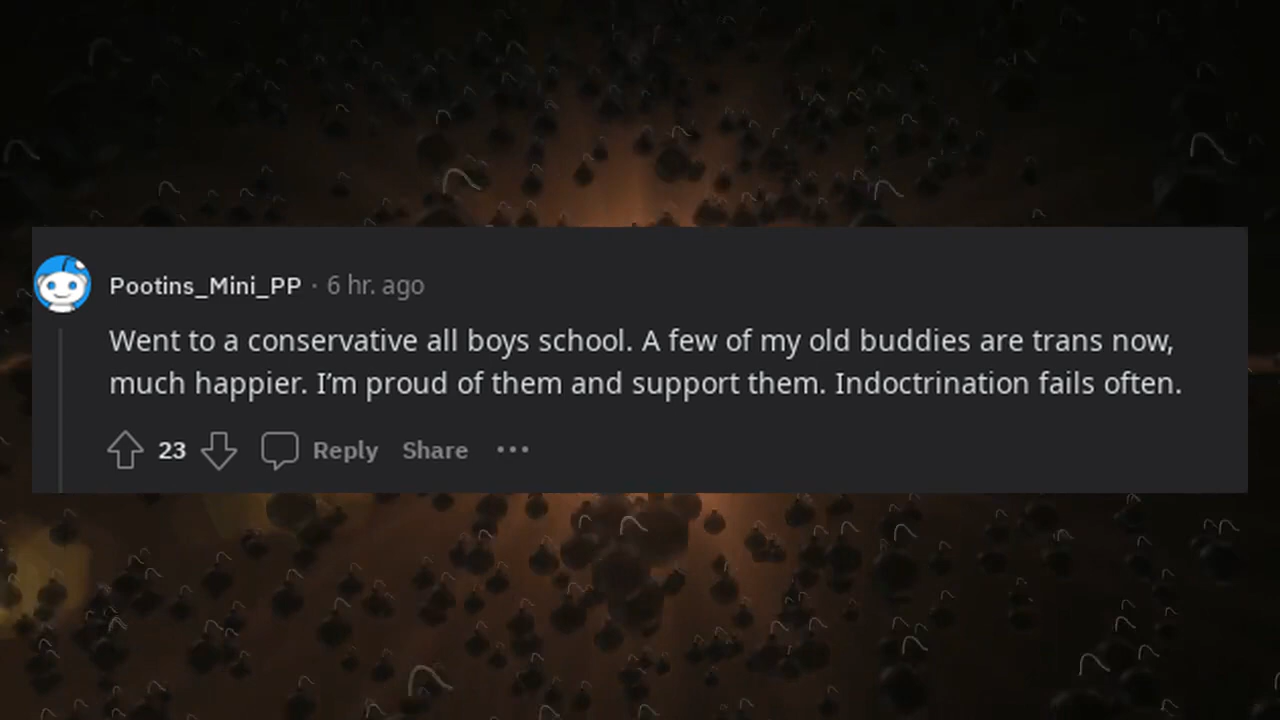 Pootins_Mini_PP · 6 hr. ago
Went to a conservative all boys school. A few of my old buddies are trans now,
much happier. I’m proud of them and support them. Indoctrination fails often.
23 Reply Share •••